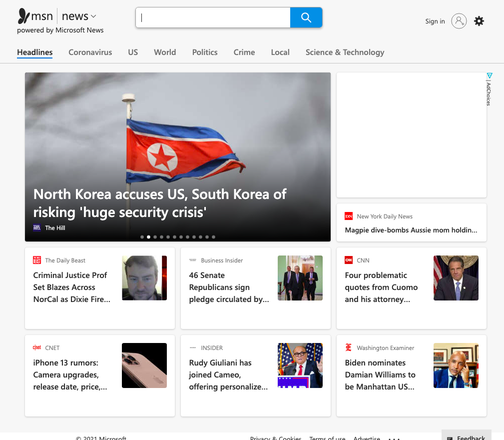 msn news
powered by Microsoft News
Sign in
Headlines Coronavirus US World Politics Crime Local Science & Technology
AdChoices
North Korea accuses US, South Korea of
risking 'huge security crisis'
The Hill
New York Daily News
Magpie dive-bombs Aussie mom holdin...
The Daily Beast
Criminal Justice Prof
Set Blazes Across
NorCal as Dixie Fire...
Business Insider
46 Senate
Republicans sign
pledge circulated by...
CNN
Four problematic
quotes from Cuomo
and his attorney...
CNET
iPhone 13 rumors:
Camera upgrades,
release date, price,...
INSIDER
Rudy Giuliani has
joined Cameo,
offering personalize...
Washington Examiner
Biden nominates
Damian Williams to
be Manhattan US...
© 2021 Microsoft Privacy & Cookies Terms of use Advertise ... Feedback